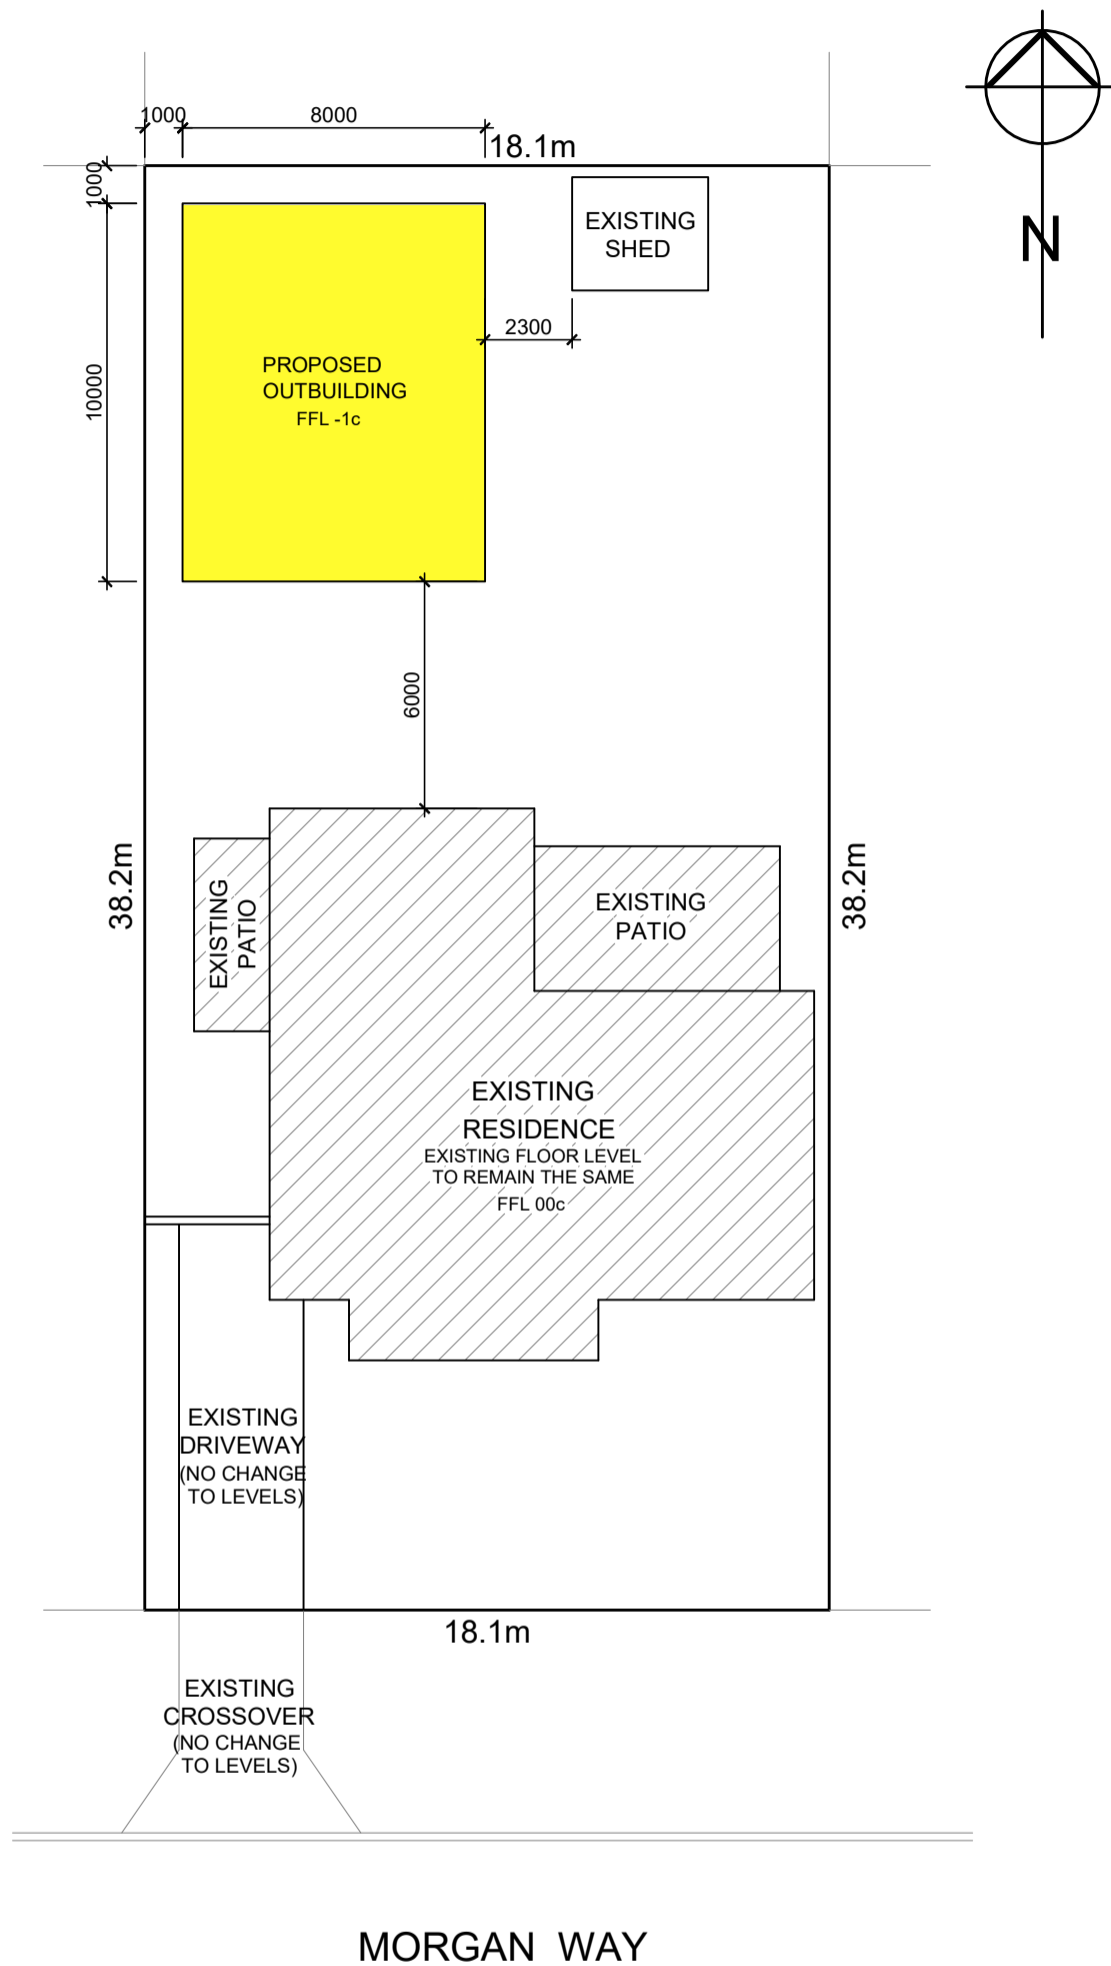 1000
8000
18.1m
1000
EXISTING
SHED
N
2300
PROPOSED
OUTBUILDING
FFL -1c
10000
6000
38.2m
38.2m
EXISTING
PATIO
EXISTING
PATIO
EXISTING
RESIDENCE
EXISTING FLOOR LEVEL
TO REMAIN THE SAME
FFL 00c
EXISTING
DRIVEWAY
(NO CHANGE
TO LEVELS)
18.1m
EXISTING
CROSSOVER
(NO CHANGE
TO LEVELS)
MORGAN WAY